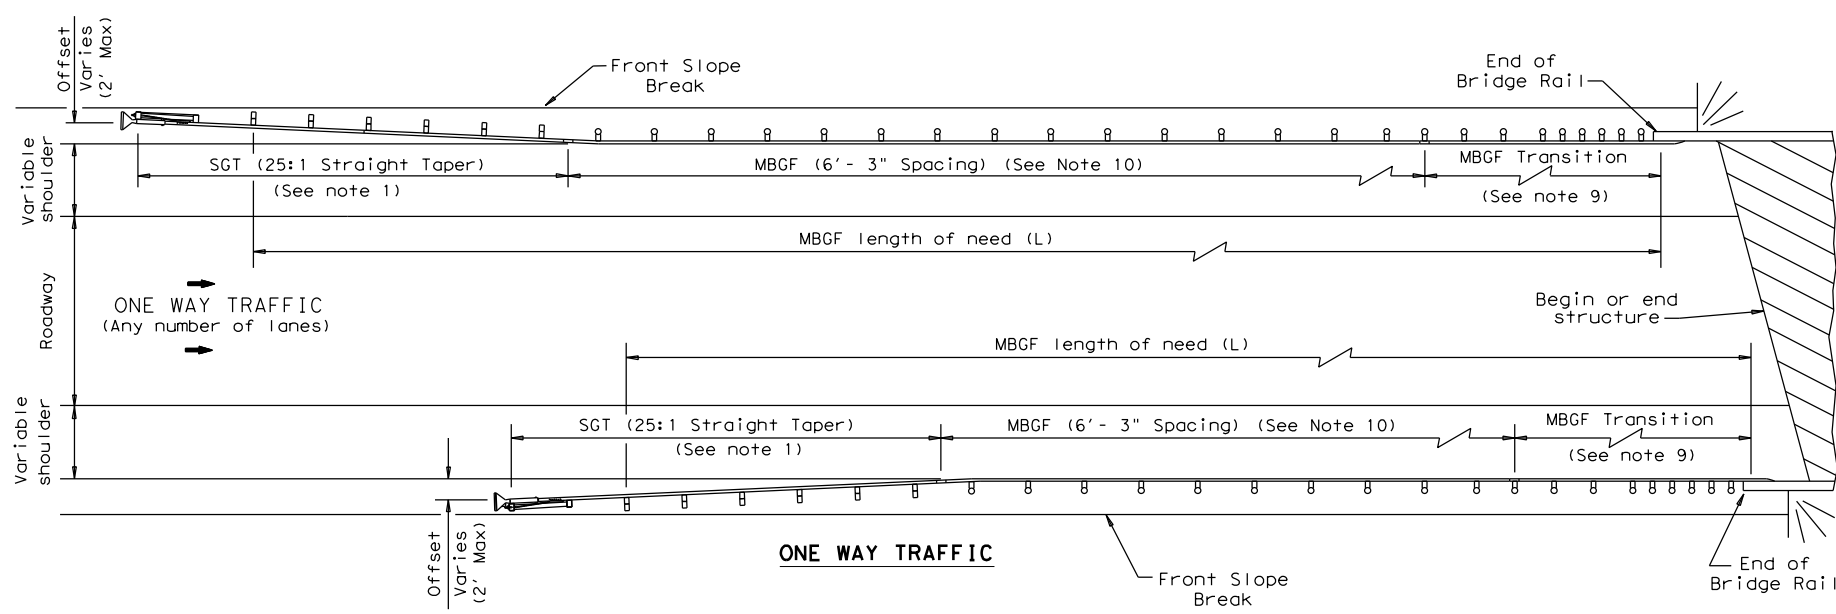 Offset
Varies
(2' Max)
Front Slope
Break
End of
Bridge Rail
Variable
shoulder
SGT (25:1 Straight Taper)
(See note 1)
MBGF (6'- 3" Spacing) (See Note 10)
MBGF Transition
(See note 9)
MBGF length of need (L)
Roadway
ONE WAY TRAFFIC
(Any number of lanes)
Begin or end
structure
MBGF length of need (L)
Variable
shoulder
SGT (25:1 Straight Taper)
(See note 1)
MBGF (6'- 3" Spacing) (See Note 10)
MBGF Transition
(See note 9)
Offset
Varies
(2' Max)
ONE WAY TRAFFIC
Front Slope
Break
End of
Bridge Rail